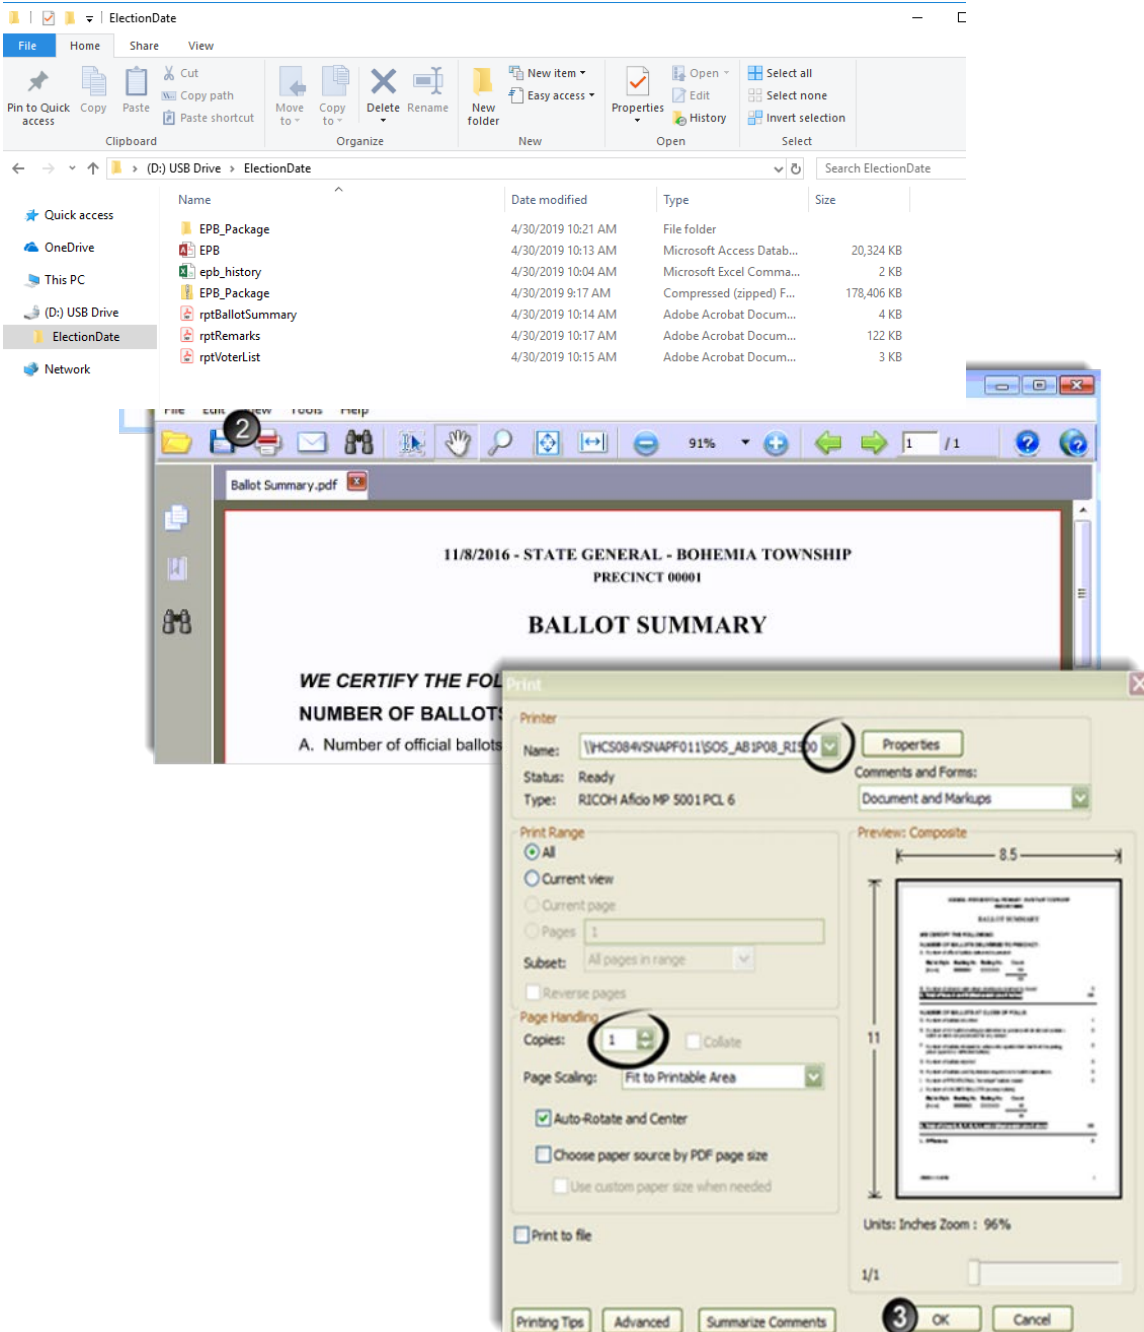 ElectionDate
File Home Share View
Pin to Quick access
Copy
Paste
Cut
Copy path
Paste shortcut
Clipboard
Move to
Copy to
Delete
Rename
Organize
New folder
New item
Easy access
New
Properties
Open
Edit
History
Open
Select all
Select none
Invert selection
Select
(D:) USB Drive > ElectionDate
Search ElectionDate
Quick access
OneDrive
This PC
(D:) USB Drive
ElectionDate
Network
Name Date modified Type Size
EPB_Package 4/30/2019 10:21 AM File folder
EPB 4/30/2019 10:13 AM Microsoft Access Datab... 20,324 KB
epb_history 4/30/2019 10:04 AM Microsoft Excel Comma... 2 KB
EPB_Package 4/30/2019 9:17 AM Compressed (zipped) F... 178,406 KB
rptBallotSummary 4/30/2019 10:14 AM Adobe Acrobat Docum... 4 KB
rptRemarks 4/30/2019 10:17 AM Adobe Acrobat Docum... 122 KB
rptVoterList 4/30/2019 10:15 AM Adobe Acrobat Docum... 3 KB
File Edit View Tools Help
2
91% 1 / 1
Ballot Summary.pdf
11/8/2016 - STATE GENERAL - BOHEMIA TOWNSHIP
PRECINCT 00001
BALLOT SUMMARY
WE CERTIFY THE FOL
NUMBER OF BALLOTS
A. Number of official ballots
Print
Printer
Name: \\HCS084VSNAPF011\SOS_AB1P08_RI500
Properties
Status: Ready
Comments and Forms:
Type: RICOH Aficio MP 5001 PCL 6
Document and Markups
Print Range
All
Current view
Current page
Pages 1
Subset: All pages in range
Reverse pages
Page Handling
Copies: 1 Collate
Page Scaling: Fit to Printable Area
Auto-Rotate and Center
Choose paper source by PDF page size
Use custom paper size when needed
Print to file
Preview: Composite
8.5
11
BALLOT SUMMARY
Units: Inches Zoom : 96%
1/1
Printing Tips Advanced Summarize Comments
3 OK Cancel